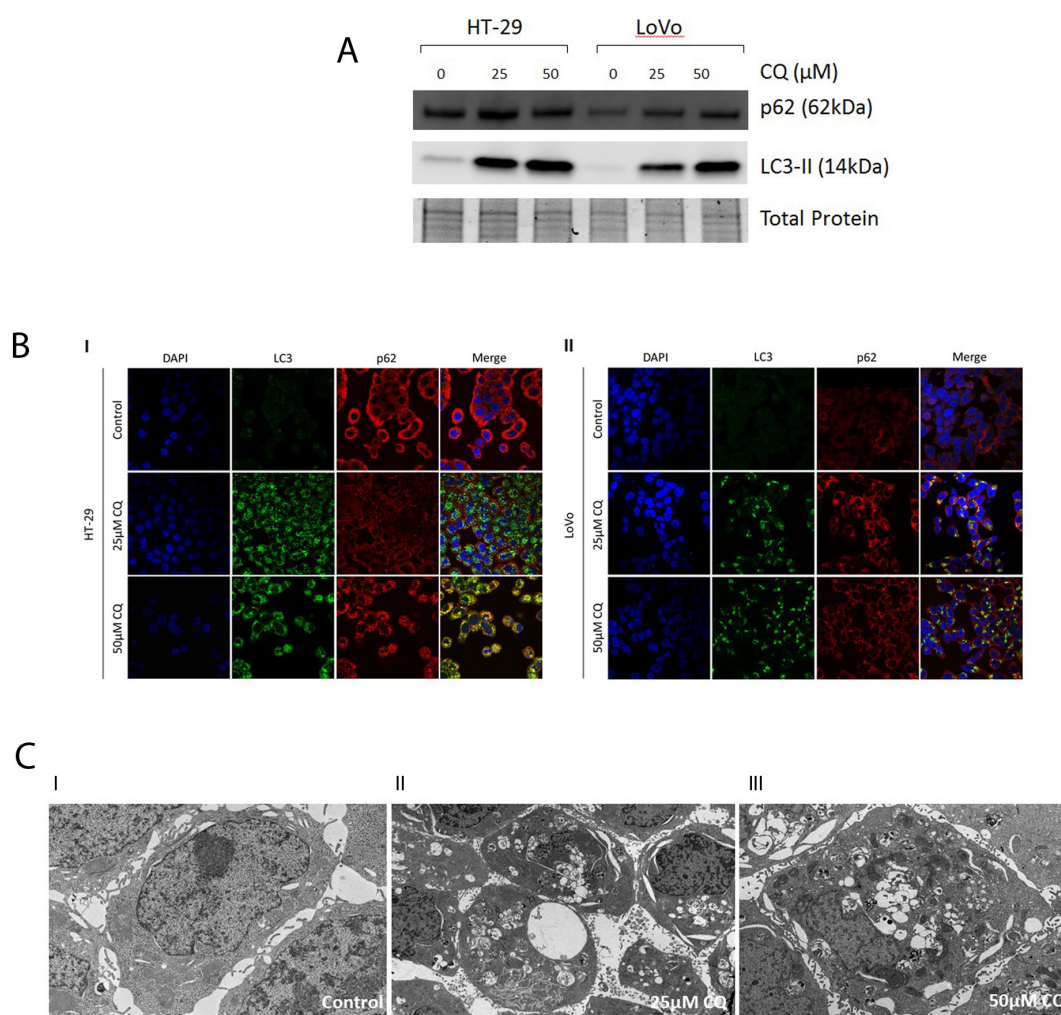 A
HT-29 LoVo
0 25 50 0 25 50 CQ (µM)
p62 (62kDa)
LC3-II (14kDa)
Total Protein
B
I
DAPI LC3 p62 Merge
HT-29
Control
25µM CQ
50µM CQ
II
DAPI LC3 p62 Merge
LoVo
Control
25µM CQ
50µM CQ
C
I II III
Control 25µM CQ 50µM CQ